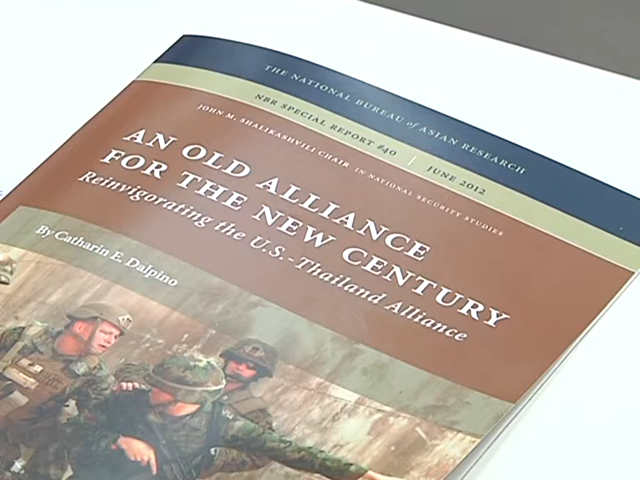 THE NATIONAL BUREAU of ASIAN RESEARCH
NBR SPECIAL REPORT #40 | JUNE 2012
JOHN M. SHALIKASHVILI CHAIR IN NATIONAL SECURITY STUDIES
AN OLD ALLIANCE
FOR THE NEW CENTURY
Reinvigorating the U.S.-Thailand Alliance
By Catharin E. Dalpino